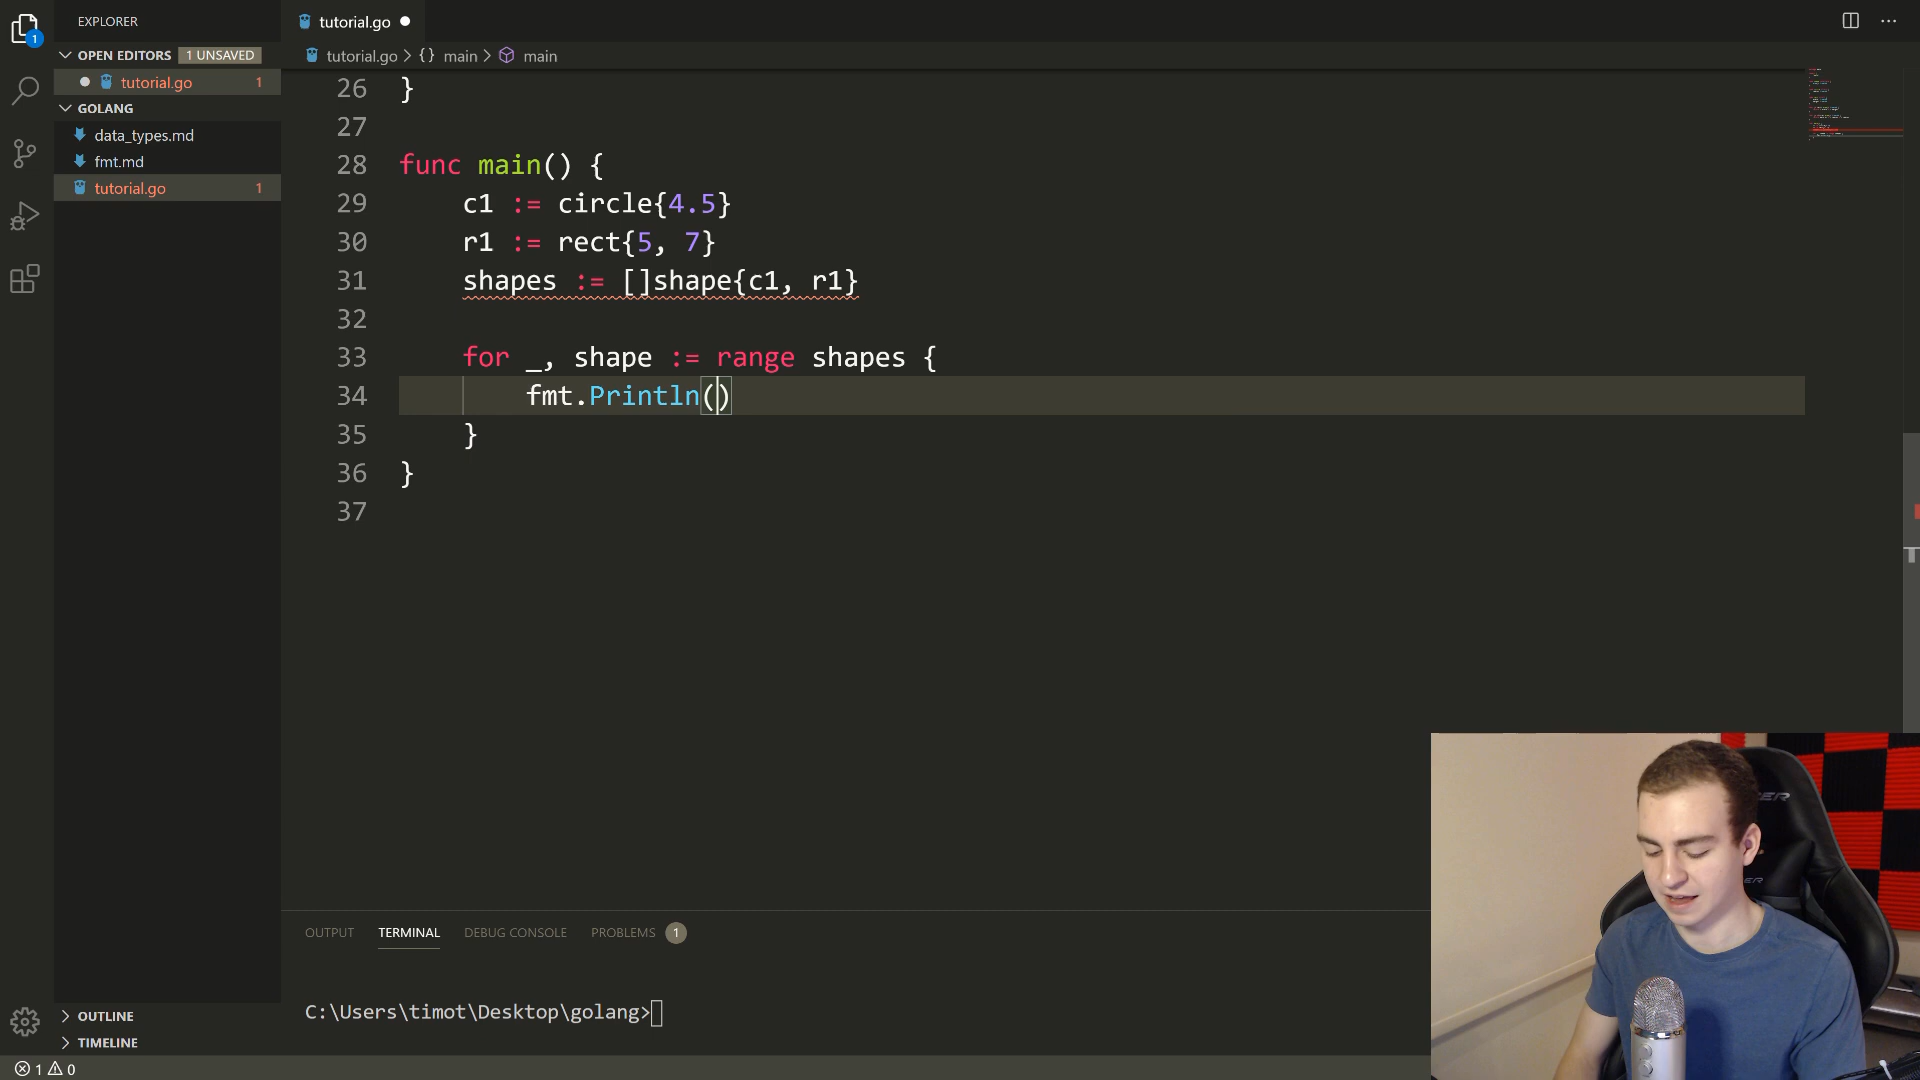 EXPLORER
OPEN EDITORS 1 UNSAVED
tutorial.go 1
GOLANG
data_types.md
fmt.md
tutorial.go 1
OUTLINE
TIMELINE
1
1 0
tutorial.go
tutorial.go > {} main > main
26 }
27
28 func main() {
29 c1 := circle{4.5}
30 r1 := rect{5, 7}
31 shapes := []shape{c1, r1}
32
33 for _, shape := range shapes {
34 fmt.Println()
35 }
36 }
37
OUTPUT TERMINAL DEBUG CONSOLE PROBLEMS 1
C:\Users\timot\Desktop\golang>